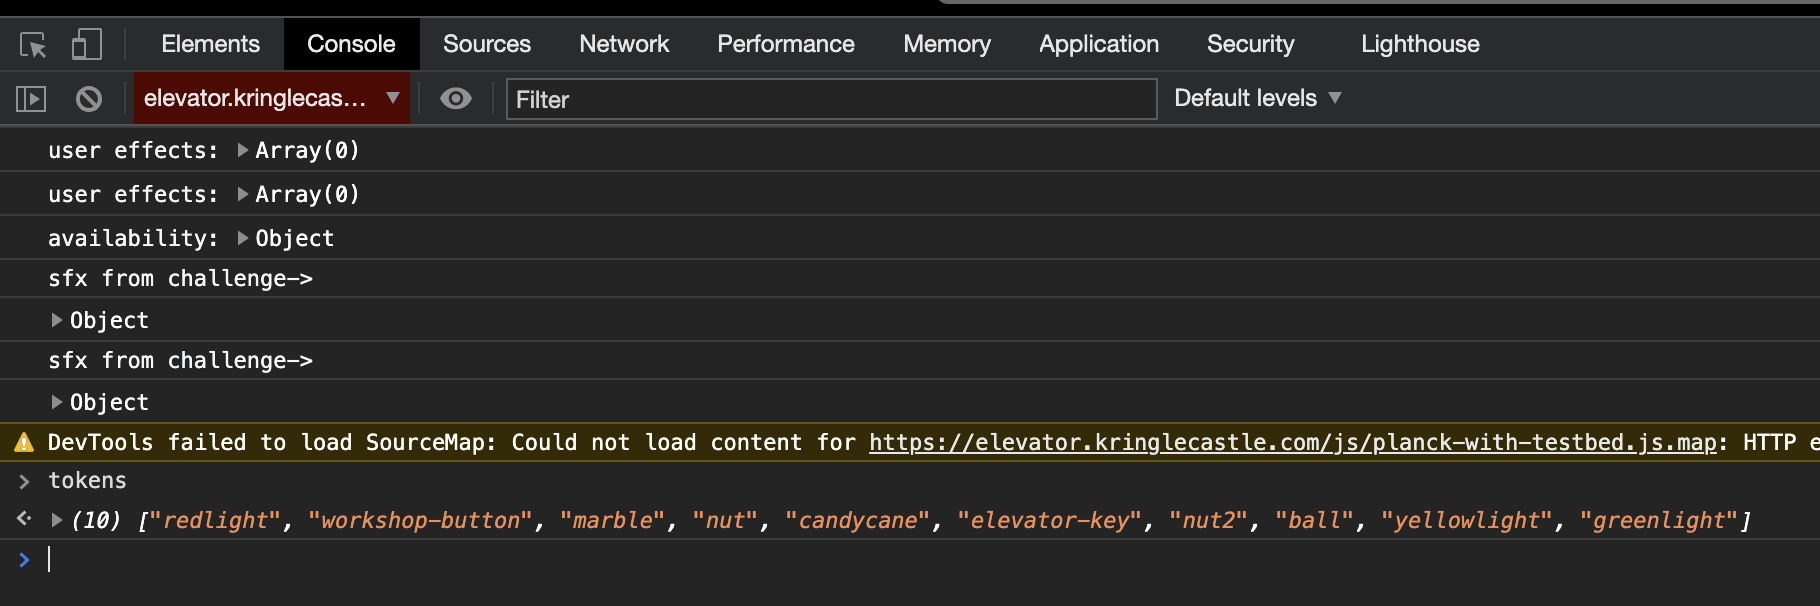 Elements Console Sources Network Performance Memory Application Security Lighthouse
elevator.kringlecas... Filter Default levels
user effects: Array(0)
user effects: Array(0)
availability: Object
sfx from challenge->
Object
sfx from challenge->
Object
DevTools failed to load SourceMap: Could not load content for https://elevator.kringlecastle.com/js/planck-with-testbed.js.map: HTTP e
> tokens
(10) ["redlight", "workshop-button", "marble", "nut", "candycane", "elevator-key", "nut2", "ball", "yellowlight", "greenlight"]
>